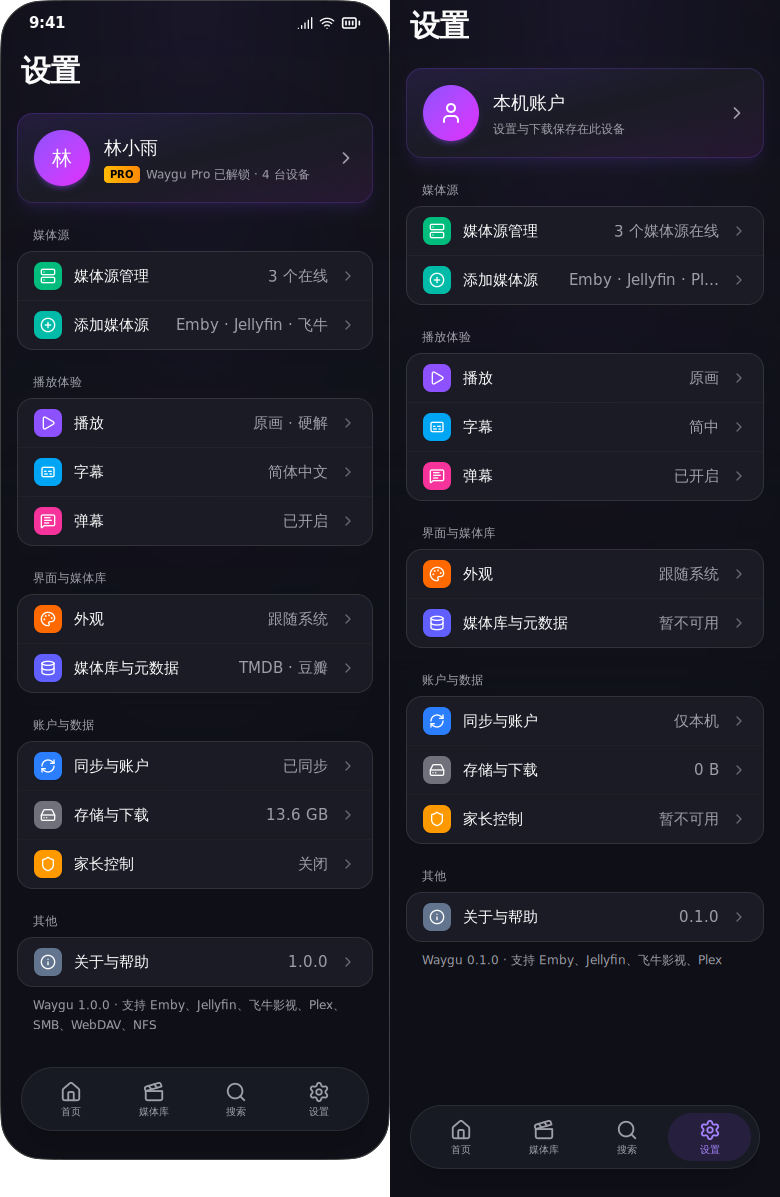 9:41
设置
林小雨
PRO Waygu Pro 已解锁 · 4 台设备
媒体源
媒体源管理 3 个在线
添加媒体源 Emby · Jellyfin · 飞牛
播放体验
播放 原画 · 硬解
字幕 简体中文
弹幕 已开启
界面与媒体库
外观 跟随系统
媒体库与元数据 TMDB · 豆瓣
账户与数据
同步与账户 已同步
存储与下载 13.6 GB
家长控制 关闭
其他
关于与帮助 1.0.0
Waygu 1.0.0 · 支持 Emby、Jellyfin、飞牛影视、Plex、
SMB、WebDAV、NFS
首页 媒体库 搜索 设置
设置
本机账户
设置与下载保存在此设备
媒体源
媒体源管理 3 个媒体源在线
添加媒体源 Emby · Jellyfin · Pl...
播放体验
播放 原画
字幕 简中
弹幕 已开启
界面与媒体库
外观 跟随系统
媒体库与元数据 暂不可用
账户与数据
同步与账户 仅本机
存储与下载 0 B
家长控制 暂不可用
其他
关于与帮助 0.1.0
Waygu 0.1.0 · 支持 Emby、Jellyfin、飞牛影视、Plex
首页 媒体库 搜索 设置